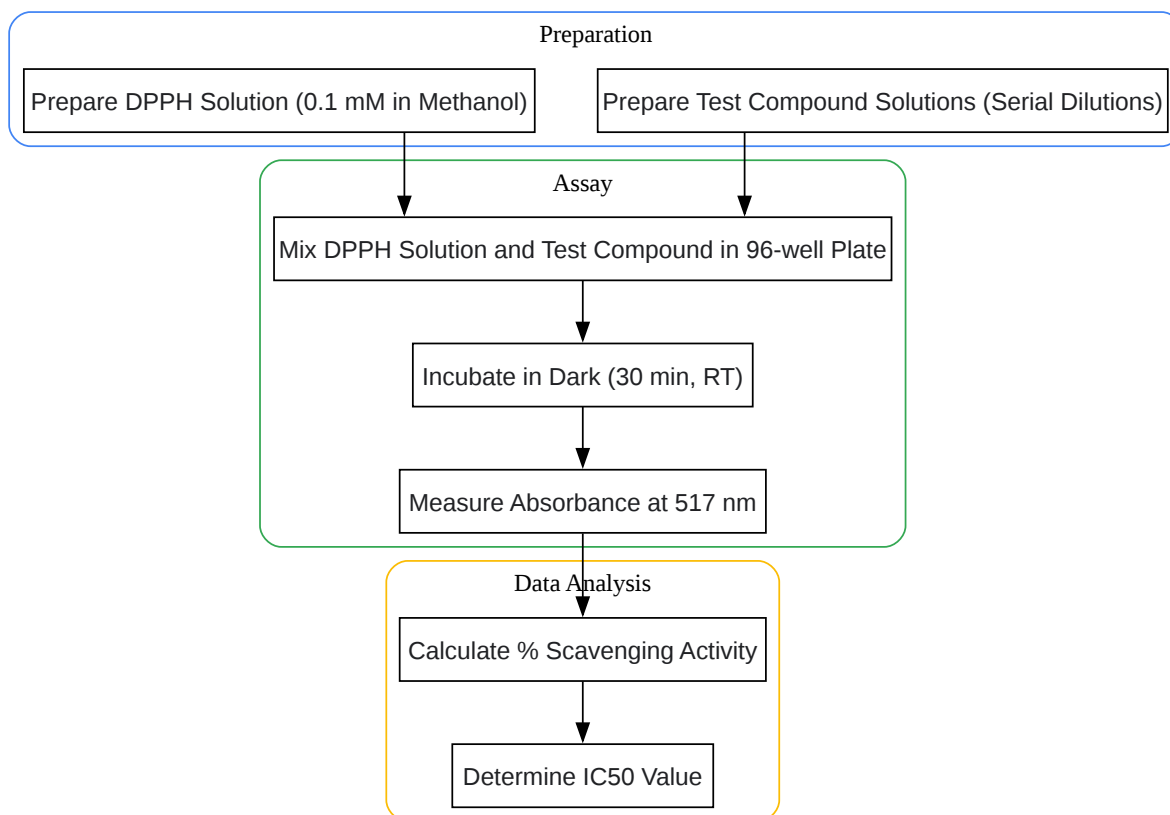 Preparation
Prepare DPPH Solution (0.1 mM in Methanol)
Prepare Test Compound Solutions (Serial Dilutions)
Assay
Mix DPPH Solution and Test Compound in 96-well Plate
Incubate in Dark (30 min, RT)
Measure Absorbance at 517 nm
Data Analysis
Calculate % Scavenging Activity
Determine IC50 Value